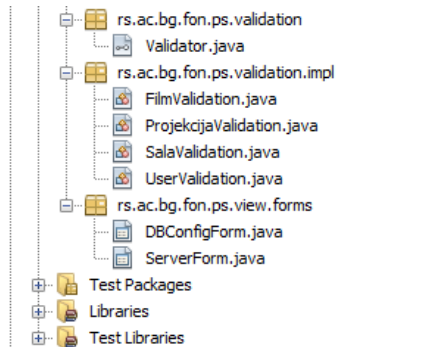 rs.ac.bg.fon.ps.validation
Validator.java
rs.ac.bg.fon.ps.validation.impl
FilmValidation.java
ProjekcijaValidation.java
SalaValidation.java
UserValidation.java
rs.ac.bg.fon.ps.view.forms
DBConfigForm.java
ServerForm.java
Test Packages
Libraries
Test Libraries